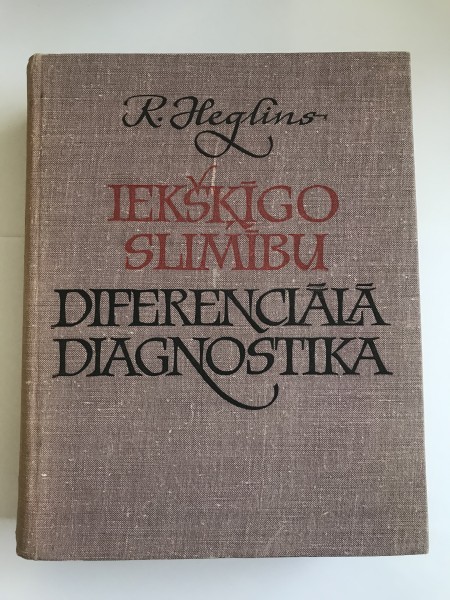 R. Heglins
IEKŠĶĪGO
SLIMĪBU
DIFERENCIĀLĀ
DIAGNOSTIKA